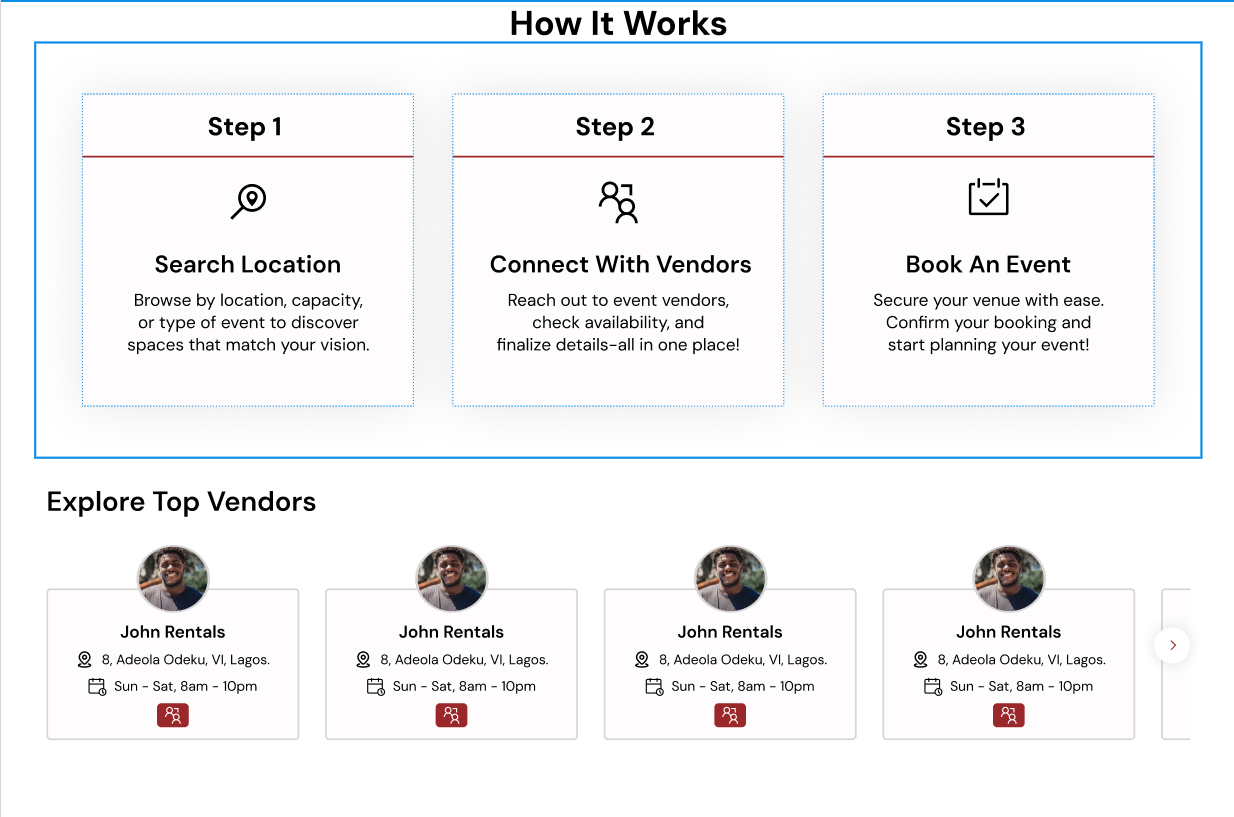 How It Works
Step 1
Search Location
Browse by location, capacity,
or type of event to discover
spaces that match your vision.
Step 2
Connect With Vendors
Reach out to event vendors,
check availability, and
finalize details-all in one place!
Step 3
Book An Event
Secure your venue with ease.
Confirm your booking and
start planning your event!
Explore Top Vendors
John Rentals
8, Adeola Odeku, VI, Lagos.
Sun - Sat, 8am - 10pm
John Rentals
8, Adeola Odeku, VI, Lagos.
Sun - Sat, 8am - 10pm
John Rentals
8, Adeola Odeku, VI, Lagos.
Sun - Sat, 8am - 10pm
John Rentals
8, Adeola Odeku, VI, Lagos.
Sun - Sat, 8am - 10pm